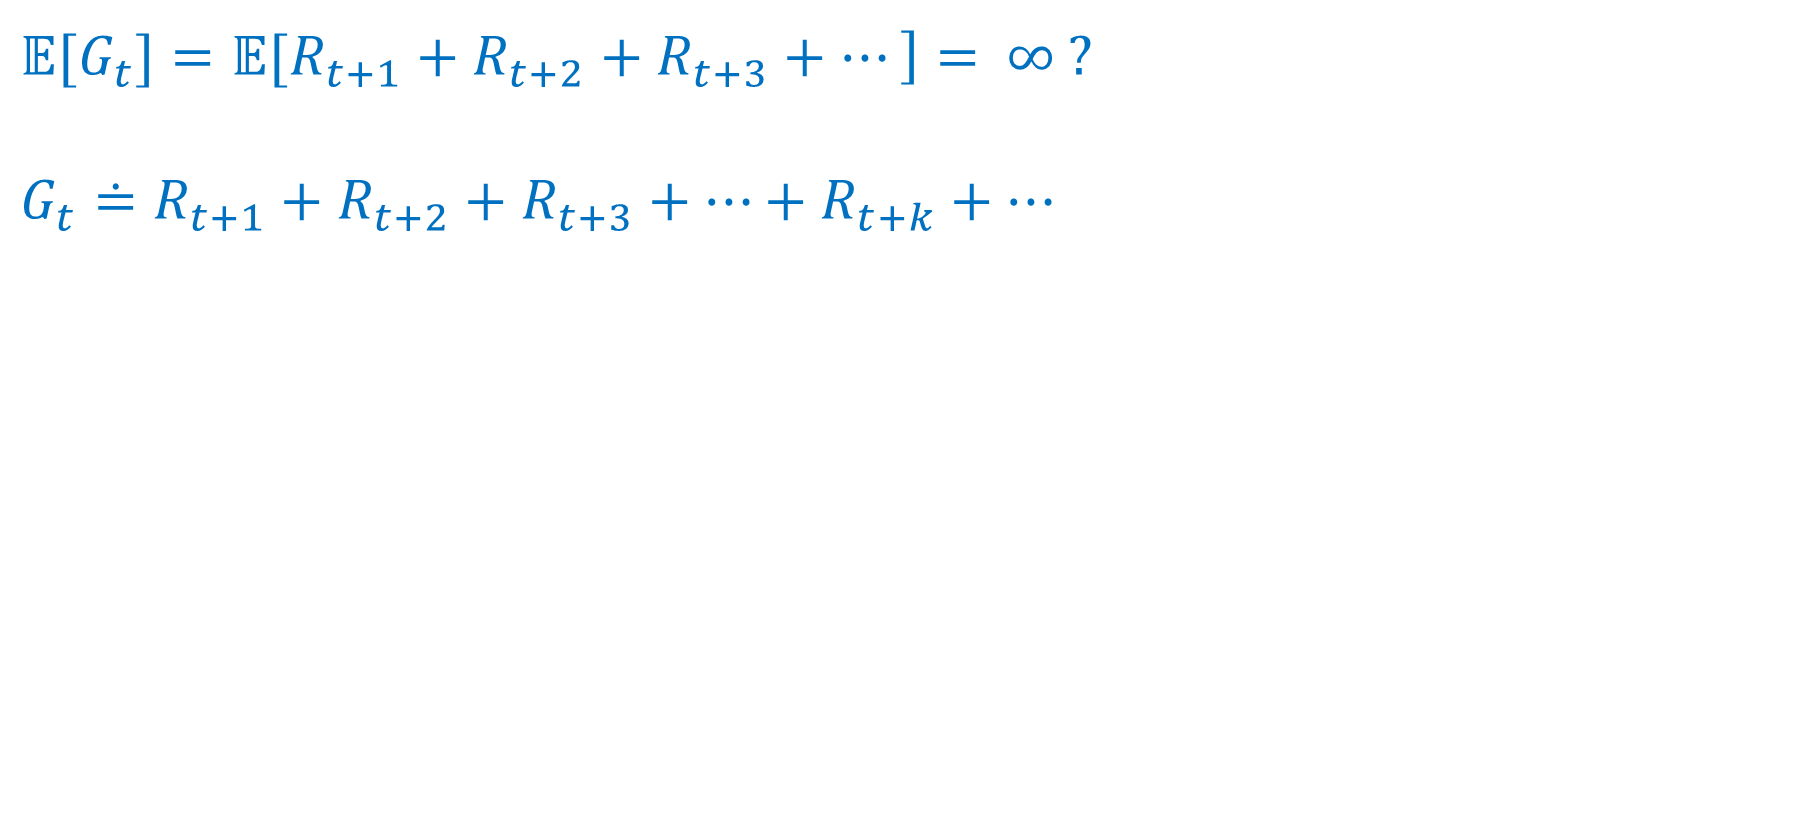 𝔼[G_t] = 𝔼[R_{t+1} + R_{t+2} + R_{t+3} + ⋯ ] = ∞ ?
G_t ≐ R_{t+1} + R_{t+2} + R_{t+3} + ⋯ + R_{t+k} + ⋯